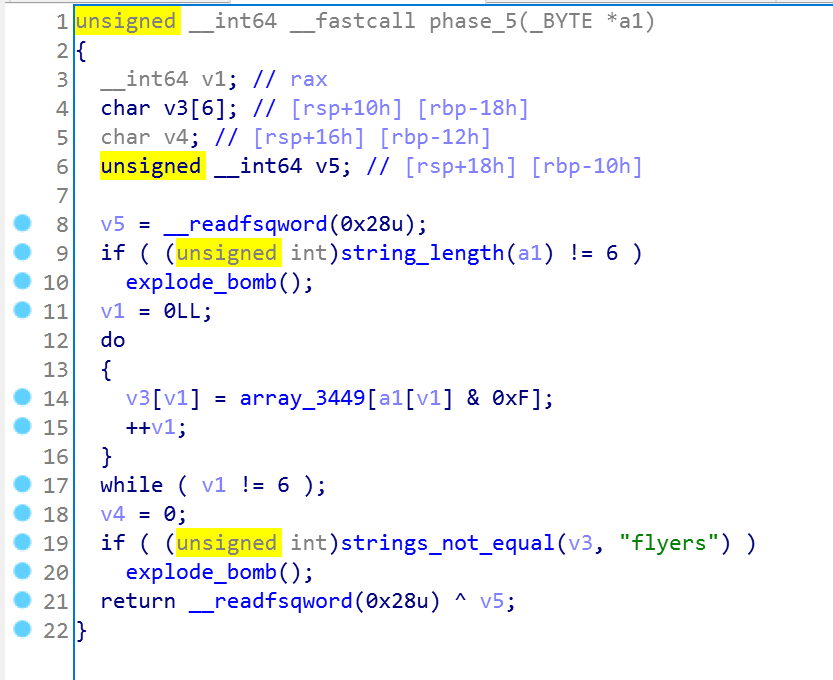 1 unsigned __int64 __fastcall phase_5(_BYTE *a1)
2 {
3   __int64 v1; // rax
4   char v3[6]; // [rsp+10h] [rbp-18h]
5   char v4; // [rsp+16h] [rbp-12h]
6   unsigned __int64 v5; // [rsp+18h] [rbp-10h]
7
8   v5 = __readfsqword(0x28u);
9   if ( (unsigned int)string_length(a1) != 6 )
10     explode_bomb();
11   v1 = 0LL;
12   do
13   {
14     v3[v1] = array_3449[a1[v1] & 0xF];
15     ++v1;
16   }
17   while ( v1 != 6 );
18   v4 = 0;
19   if ( (unsigned int)strings_not_equal(v3, "flyers") )
20     explode_bomb();
21   return __readfsqword(0x28u) ^ v5;
22 }